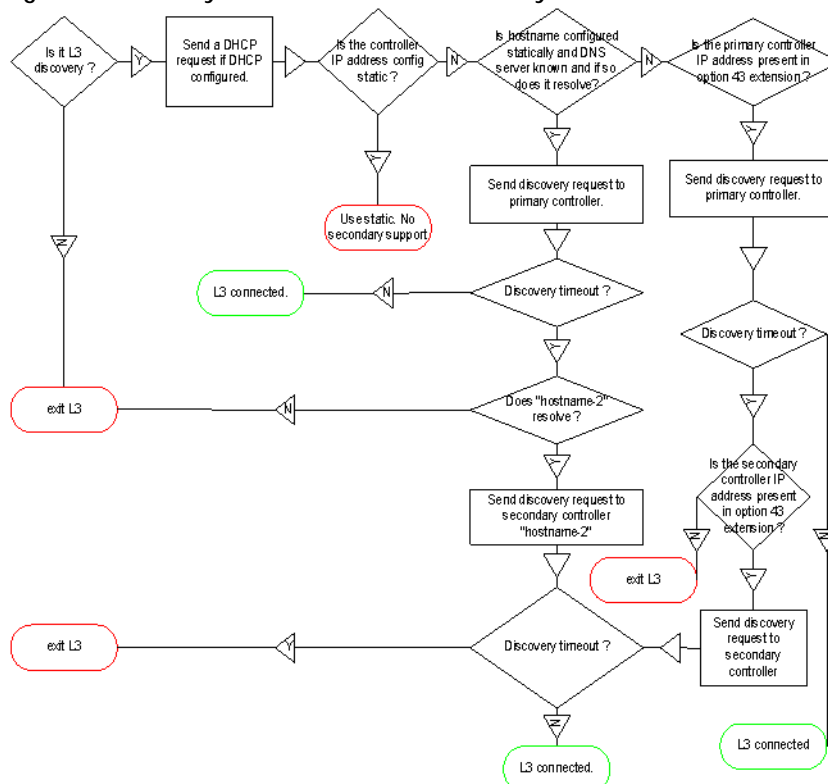 Is it L3
discovery ?
Y
Send a DHCP
request if DHCP
configured.
Is the controller
IP address config
static ?
N
Is hostname configured
statically and DNS
server known and if so
does it resolve?
N
Is the primary controller
IP address present in
option 43 extension ?
Y
Y
Y
Send discovery request to
primary controller.
Send discovery request to
primary controller.
Use static. No
secondary support
N
L3 connected.
N
Discovery timeout ?
Discovery timeout ?
Y
Y
exit L3
N
Does "hostname-2"
resolve ?
Y
Is the secondary
controller IP
address present
in option 43
extension ?
Send discovery request to
secondary controller
"hostname-2"
N
N
exit L3
Y
exit L3
Y
Discovery timeout ?
Send discovery
request to
secondary
controller
N
L3 connected.
L3 connected